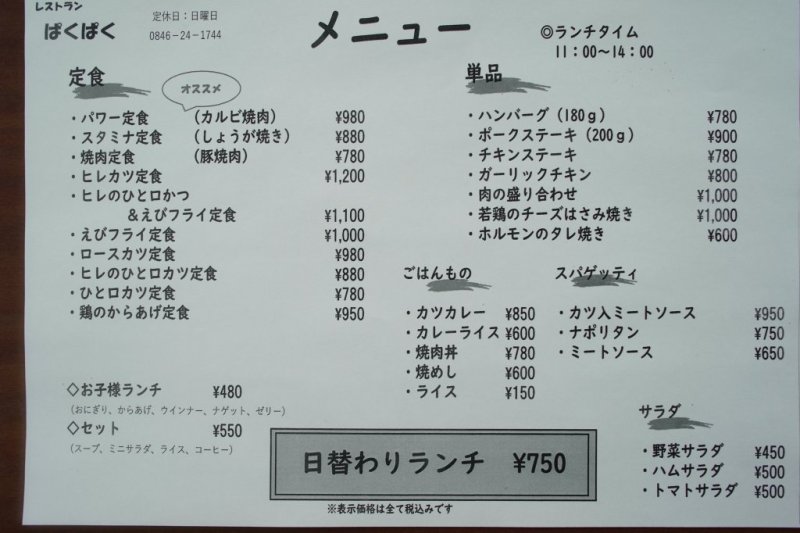 レストラン
ぱくぱく
定休日：日曜日
0846-24-1744
メニュー
◎ランチタイム
11：00～14：00
定食
オススメ
・パワー定食 （カルビ焼肉） ¥980
・スタミナ定食 （しょうが焼き） ¥880
・焼肉定食 （豚焼肉） ¥780
・ヒレカツ定食 ¥1,200
・ヒレのひと口かつ
＆えびフライ定食 ¥1,100
・えびフライ定食 ¥1,000
・ロースカツ定食 ¥980
・ヒレのひと口カツ定食 ¥880
・ひと口カツ定食 ¥780
・鶏のからあげ定食 ¥950
単品
・ハンバーグ（180ｇ） ¥780
・ポークステーキ（200ｇ） ¥900
・チキンステーキ ¥780
・ガーリックチキン ¥800
・肉の盛り合わせ ¥1,000
・若鶏のチーズはさみ焼き ¥1,000
・ホルモンのタレ焼き ¥600
ごはんもの
・カツカレー ¥850
・カレーライス ¥600
・焼肉丼 ¥780
・焼めし ¥600
・ライス ¥150
スパゲッティ
・カツ入ミートソース ¥950
・ナポリタン ¥750
・ミートソース ¥650
◇お子様ランチ ¥480
（おにぎり、からあげ、ウインナー、ナゲット、ゼリー）
◇セット ¥550
（スープ、ミニサラダ、ライス、コーヒー）
サラダ
・野菜サラダ ¥450
・ハムサラダ ¥500
・トマトサラダ ¥500
日替わりランチ ¥750
※表示価格は全て税込みです